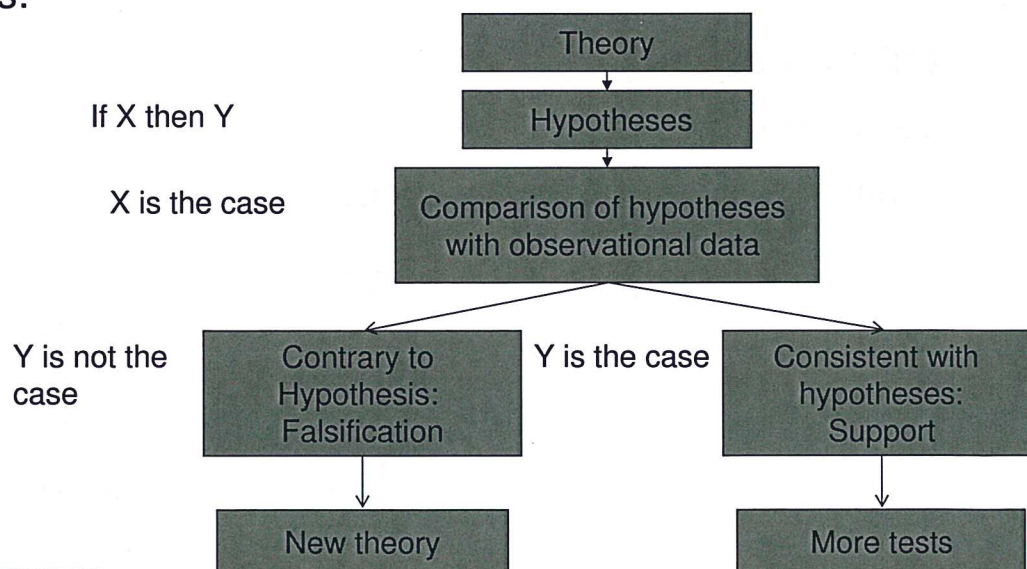 s:
Theory
If X then Y
Hypotheses
X is the case
Comparison of hypotheses
with observational data
Y is not the
case
Contrary to
Hypothesis:
Falsification
Y is the case
Consistent with
hypotheses:
Support
New theory
More tests